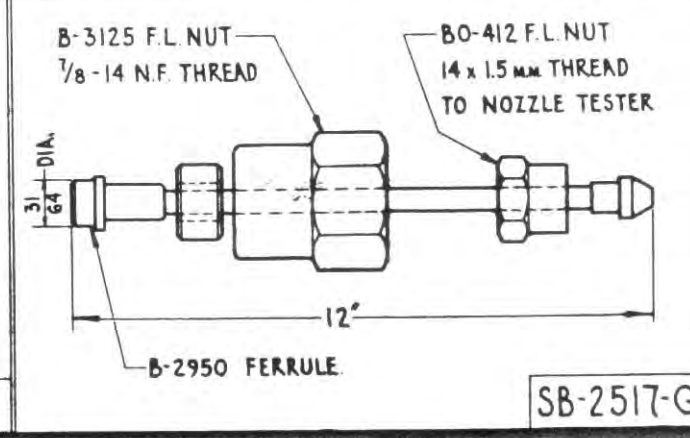 B-3125 F.L. NUT
7/8 -14 N.F. THREAD
BO-412 F.L. NUT
14 x 1.5 MM THREAD
TO NOZZLE TESTER
31/64 DIA.
12"
B-2950 FERRULE
SB-2517-G